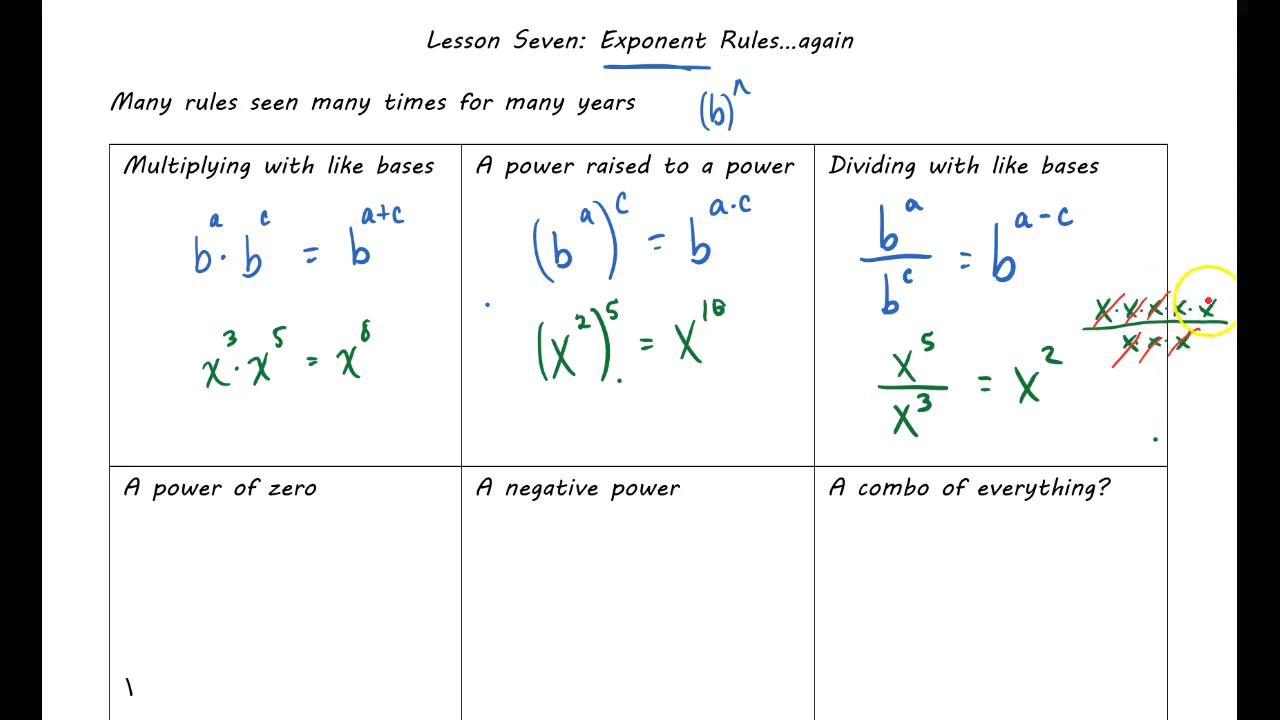 Lesson Seven: Exponent Rules...again
Many rules seen many times for many years
(b)^n
Multiplying with like bases
b^a · b^c = b^{a+c}
x^3 · x^5 = x^8
A power raised to a power
(b^a)^c = b^{a·c}
(x^2)^5 = x^{10}
Dividing with like bases
b^a / b^c = b^{a-c}
x^5 / x^3 = x^2
x·x·x·x·x / x·x·x
A power of zero
A negative power
A combo of everything?